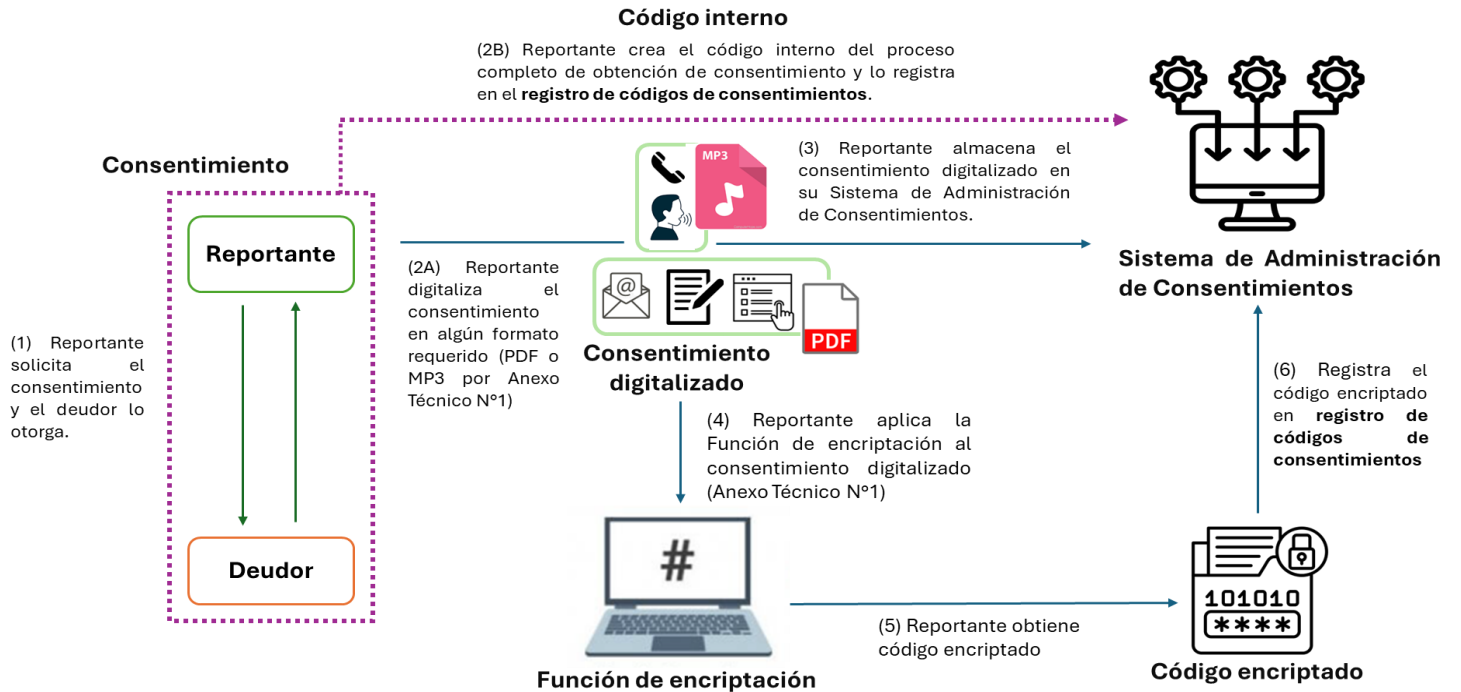 Código interno
(2B) Reportante crea el código interno del proceso
completo de obtención de consentimiento y lo registra
en el registro de códigos de consentimientos.
Consentimiento
Reportante
(1) Reportante
solicita el
consentimiento
y el deudor lo
otorga.
Deudor
(2A) Reportante
digitaliza el
consentimiento
en algún formato
requerido (PDF o
MP3 por Anexo
Técnico N°1)
MP3
@
PDF
Consentimiento
digitalizado
(3) Reportante almacena el
consentimiento digitalizado en
su Sistema de Administración
de Consentimientos.
Sistema de Administración
de Consentimientos
(4) Reportante aplica la
Función de encriptación al
consentimiento digitalizado
(Anexo Técnico N°1)
#
Función de encriptación
(5) Reportante obtiene
código encriptado
(6) Registra el
código encriptado
en registro de
códigos de
consentimientos
101010
****
Código encriptado